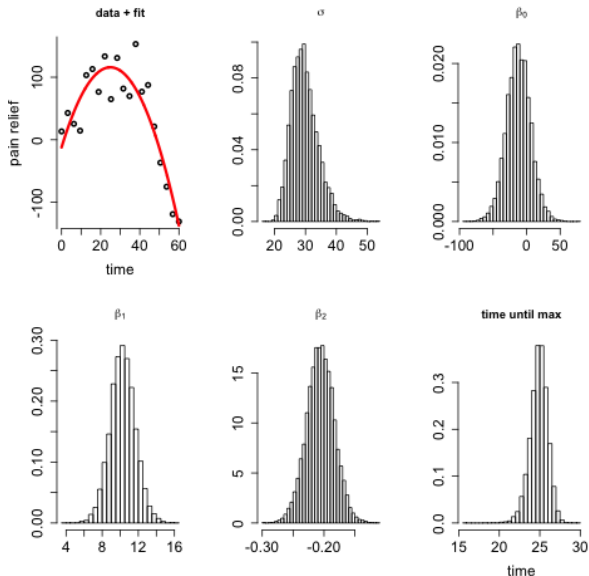 data + fit
pain relief
-100 0 100
0 20 40 60
time
σ
0.00 0.04 0.08
20 30 40 50
β0
0.000 0.010 0.020
-100 0 50
β1
0.00 0.10 0.20 0.30
4 8 12 16
β2
0 5 10 15
-0.30 -0.20
time until max
0.0 0.1 0.2 0.3
15 20 25 30
time